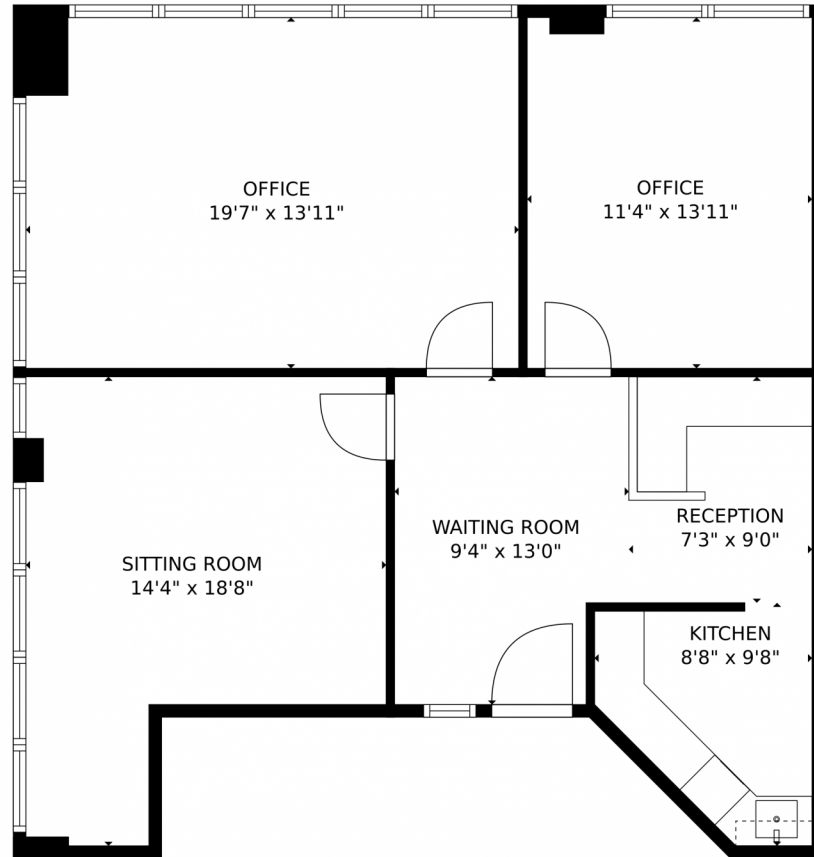 OFFICE
19'7" x 13'11"
OFFICE
11'4" x 13'11"
SITTING ROOM
14'4" x 18'8"
WAITING ROOM
9'4" x 13'0"
RECEPTION
7'3" x 9'0"
KITCHEN
8'8" x 9'8"